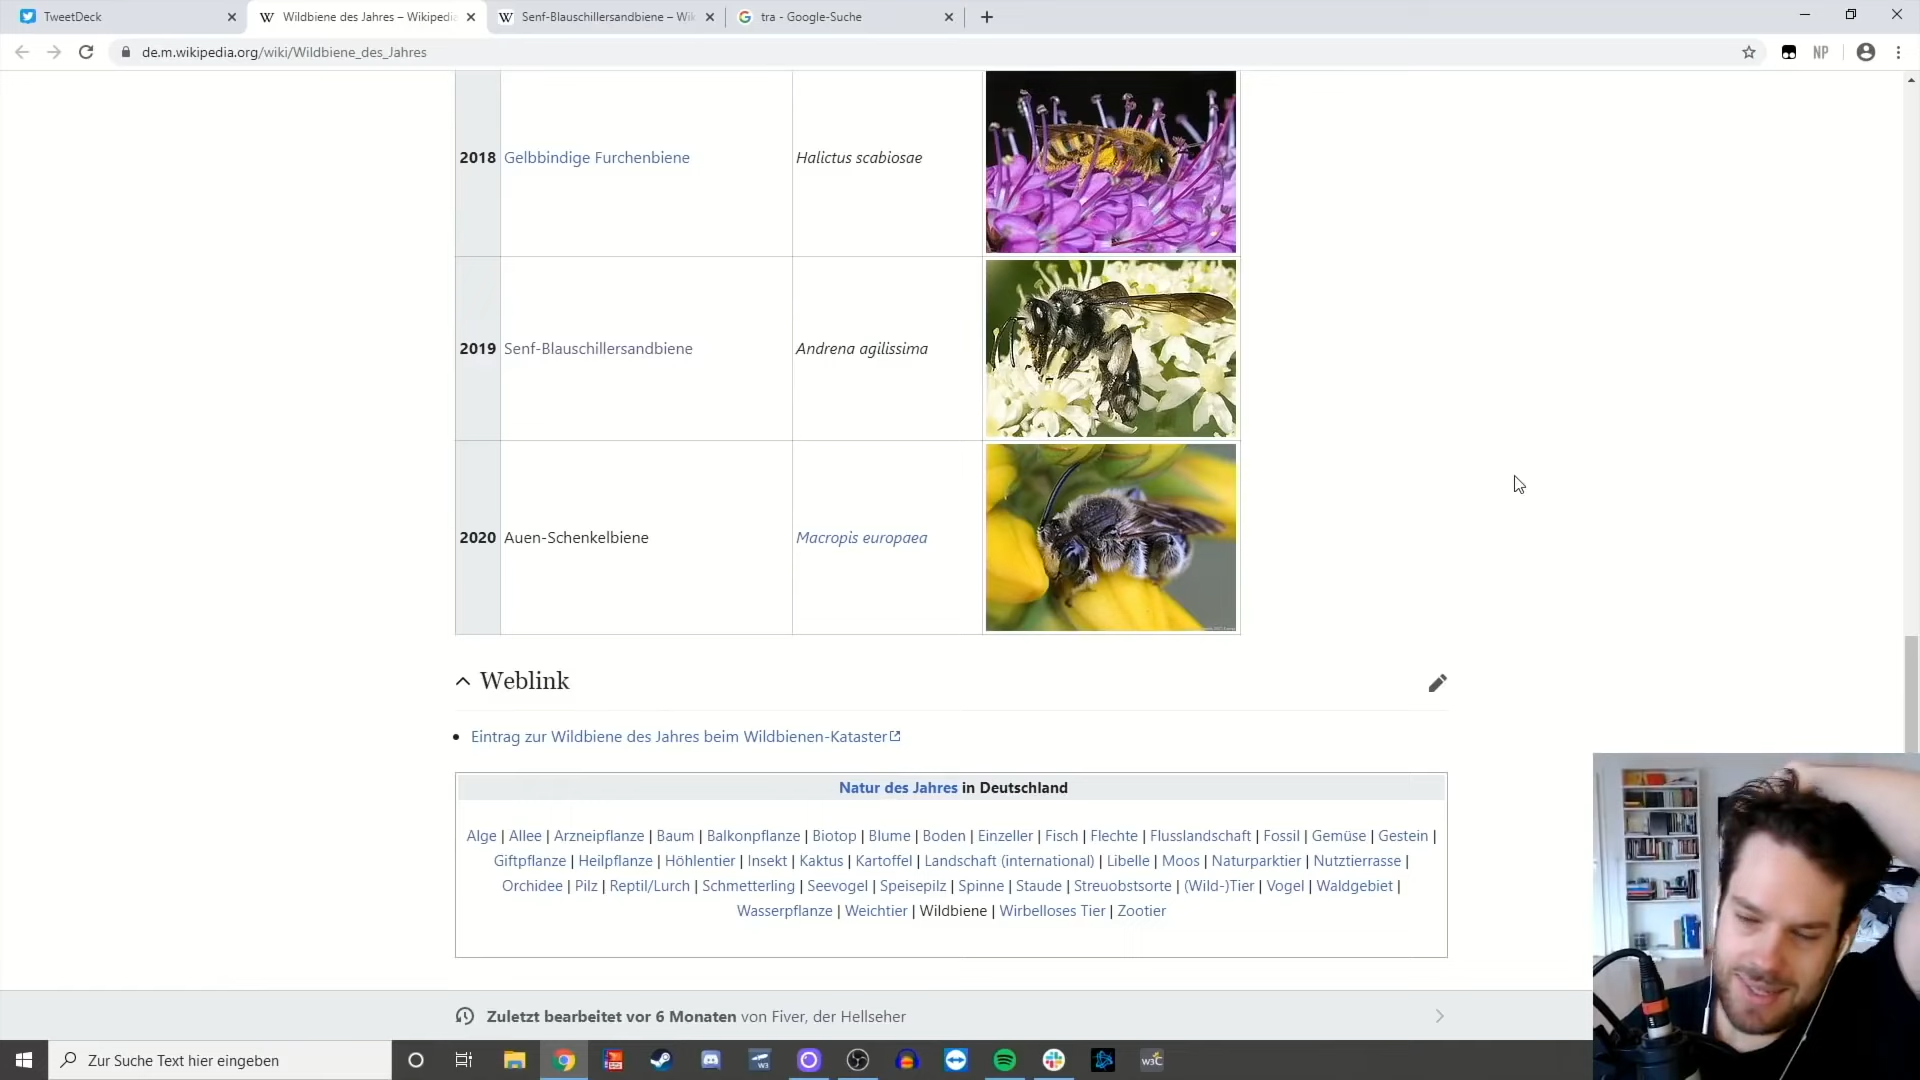 TweetDeck
Wildbiene des Jahres – Wikipedia
Senf-Blauschillersandbiene – Wik
tra - Google-Suche
de.m.wikipedia.org/wiki/Wildbiene_des_Jahres
NP
2018 Gelbbindige Furchenbiene Halictus scabiosae
2019 Senf-Blauschillersandbiene Andrena agilissima
2020 Auen-Schenkelbiene Macropis europaea
Weblink
Eintrag zur Wildbiene des Jahres beim Wildbienen-Kataster
Natur des Jahres in Deutschland
Alge | Allee | Arzneipflanze | Baum | Balkonpflanze | Biotop | Blume | Boden | Einzeller | Fisch | Flechte | Flusslandschaft | Fossil | Gemüse | Gestein |
Giftpflanze | Heilpflanze | Höhlentier | Insekt | Kaktus | Kartoffel | Landschaft (international) | Libelle | Moos | Naturparktier | Nutztierrasse |
Orchidee | Pilz | Reptil/Lurch | Schmetterling | Seevogel | Speisepilz | Spinne | Staude | Streuobstsorte | (Wild-)Tier | Vogel | Waldgebiet |
Wasserpflanze | Weichtier | Wildbiene | Wirbelloses Tier | Zootier
Zuletzt bearbeitet vor 6 Monaten von Fiver, der Hellseher
Zur Suche Text hier eingeben
W3
W3C